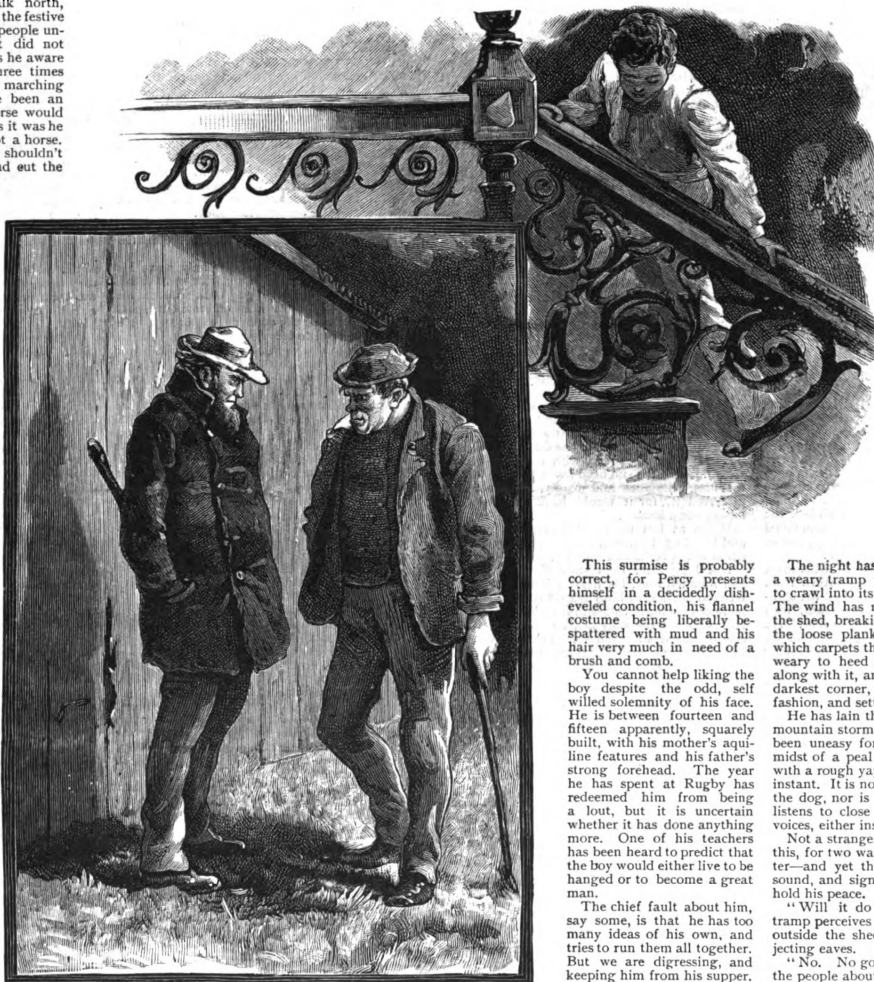 lk north,
the festive
people un-
t did not
s he aware
ree times
marching
e been an
rse would
s it was he
ot a horse.
shouldn't
nd eut the
This surmise is probably
correct, for Percy presents
himself in a decidedly dish-
eveled condition, his flannel
costume being liberally be-
spattered with mud and his
hair very much in need of a
brush and comb.
You cannot help liking the
boy despite the odd, self
willed solemnity of his face.
He is between fourteen and
fifteen apparently, squarely
built, with his mother's aqui-
line features and his father's
strong forehead. The year
he has spent at Rugby has
redeemed him from being
a lout, but it is uncertain
whether it has done anything
more. One of his teachers
has been heard to predict that
the boy would either live to be
hanged or to become a great
man.
The chief fault about him,
say some, is that he has too
many ideas of his own, and
tries to run them all together.
But we are digressing, and
keeping him from his supper,
The night has
a weary tramp
to crawl into its
The wind has r
the shed, breaki
the loose plank
which carpets th
weary to heed
along with it, an
darkest corner,
fashion, and set
He has lain th
mountain storm
been uneasy for
midst of a peal
with a rough ya
instant. It is no
the dog, nor is
listens to close
voices, either ins
Not a strange
this, for two wa
ter—and yet th
sound, and sign
hold his peace.
"Will it do
tramp perceives
outside the she
jecting eaves.
"No. No go
the people abou